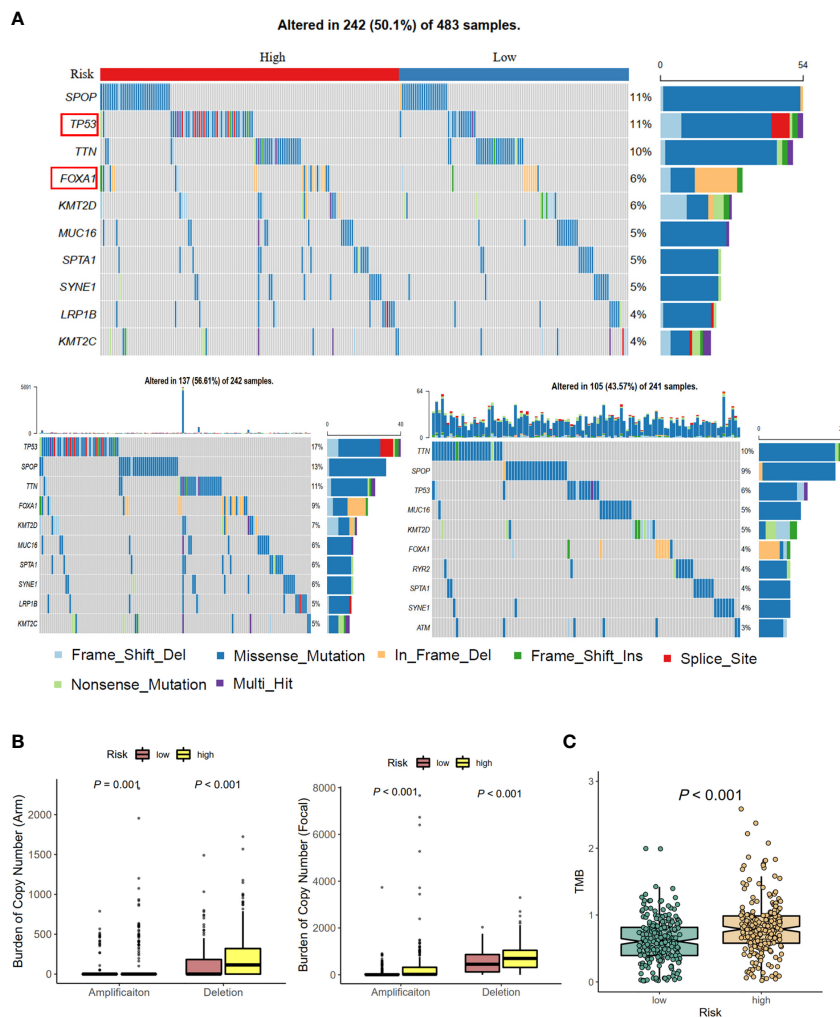 A
Altered in 242 (50.1%) of 483 samples.
High Low
Risk
0 54
SPOP 11%
TP53 11%
TTN 10%
FOXA1 6%
KMT2D 6%
MUC16 5%
SPTA1 5%
SYNE1 5%
LRP1B 4%
KMT2C 4%
Altered in 137 (56.61%) of 242 samples.
5691
0
0 40
TP53 17%
SPOP 13%
TTN 11%
FOXA1 9%
KMT2D 7%
MUC16 6%
SPTA1 6%
SYNE1 6%
LRP1B 5%
KMT2C 5%
Altered in 105 (43.57%) of 241 samples.
64
0
0 2
TTN 10%
SPOP 9%
TP53 6%
MUC16 5%
KMT2D 5%
FOXA1 4%
RYR2 4%
SPTA1 4%
SYNE1 4%
ATM 3%
Frame_Shift_Del Missense_Mutation In_Frame_Del Frame_Shift_Ins Splice_Site
Nonsense_Mutation Multi_Hit
B
Risk low high
P = 0.001 P < 0.001
Burden of Copy Number (Arm)
2000
1500
1000
500
0
Amplificaiton Deletion
Risk low high
P < 0.001 P < 0.001
Burden of Copy Number (Focal)
8000
6000
4000
2000
0
Amplificaiton Deletion
C
P < 0.001
TMB
3
2
1
0
low high
Risk